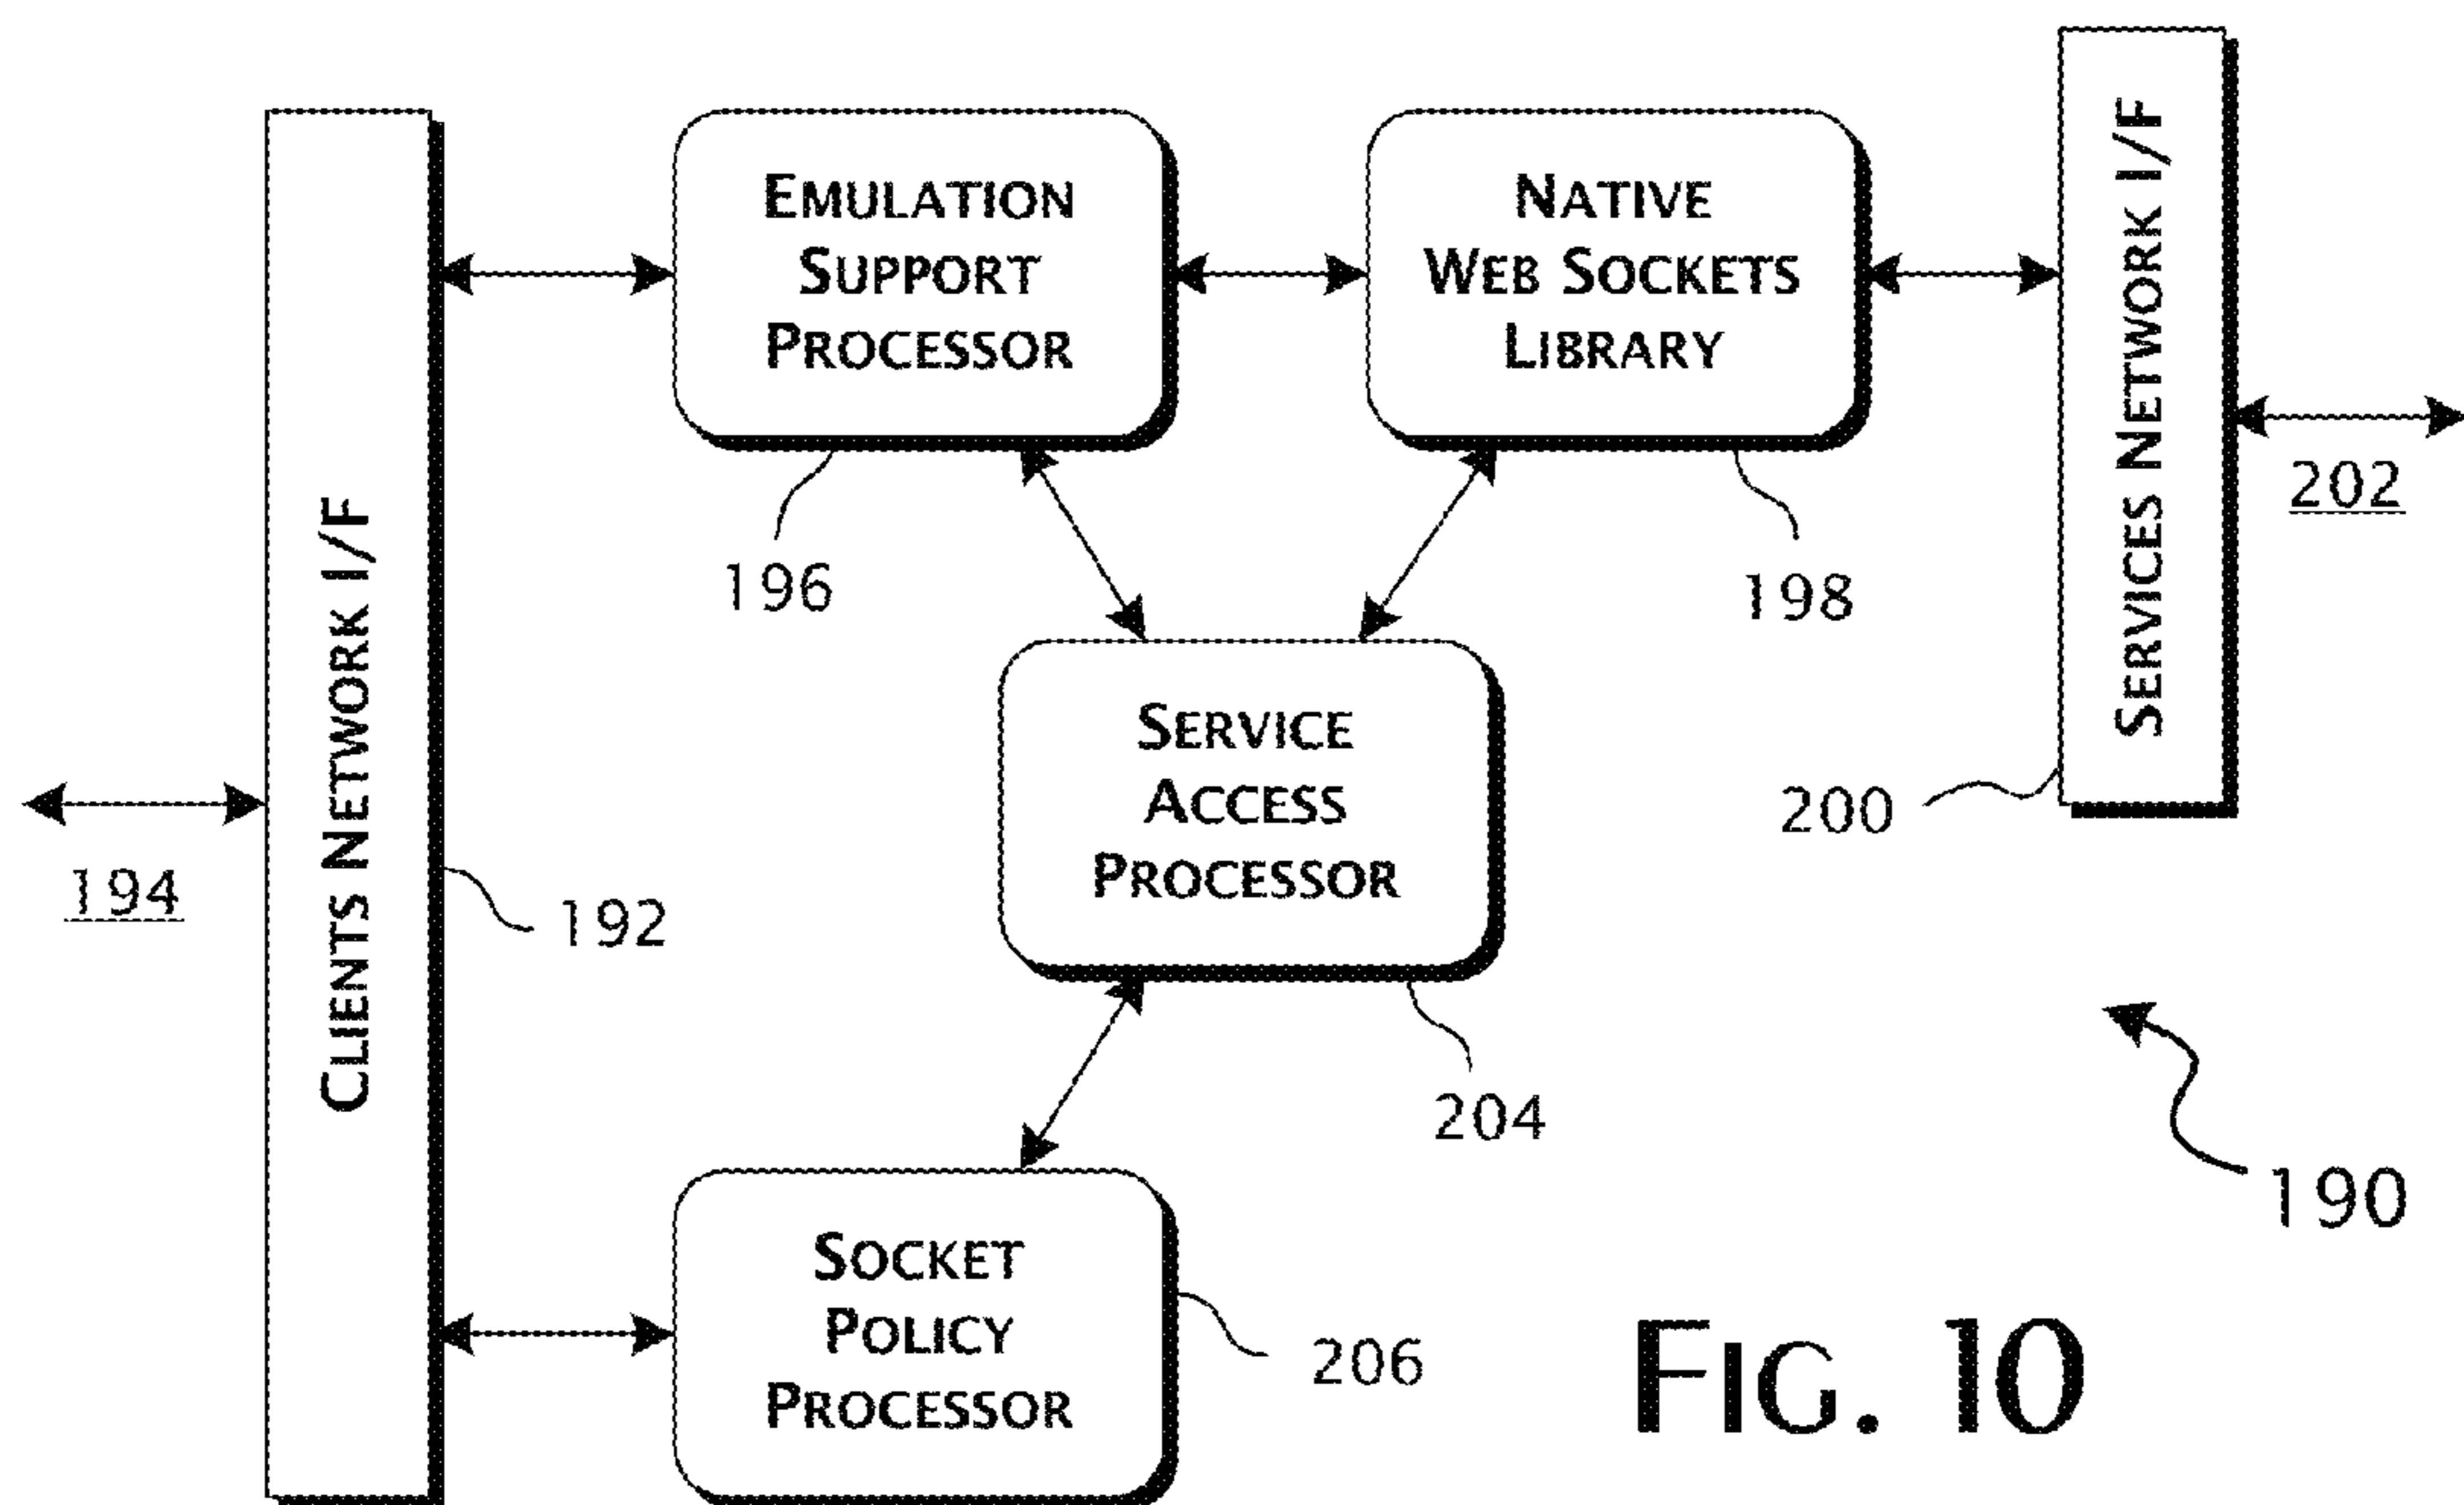 EMULATION
SUPPORT
PROCESSOR
NATIVE
WEB SOCKETS
LIBRARY
SERVICES NETWORK I/F
202
196
198
CLIENTS NETWORK I/F
SERVICE
ACCESS
PROCESSOR
200
194
192
204
190
SOCKET
POLICY
PROCESSOR
206
FIG. 10